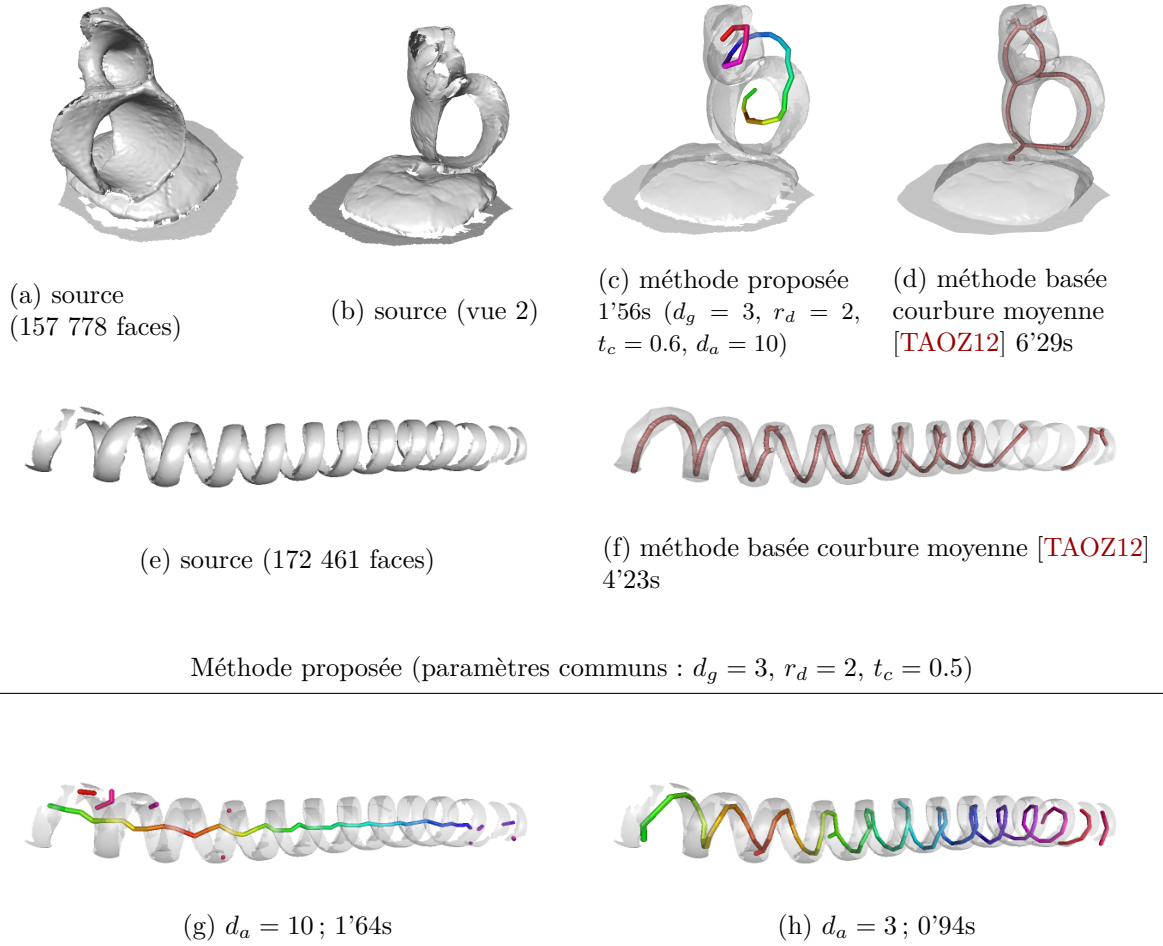 (a) source
(157 778 faces)
(b) source (vue 2)
(c) méthode proposée
1'56s (d_g = 3, r_d = 2,
t_c = 0.6, d_a = 10)
(d) méthode basée
courbure moyenne
[TAOZ12] 6'29s
(e) source (172 461 faces)
(f) méthode basée courbure moyenne [TAOZ12]
4'23s
Méthode proposée (paramètres communs : d_g = 3, r_d = 2, t_c = 0.5)
(g) d_a = 10 ; 1'64s
(h) d_a = 3 ; 0'94s